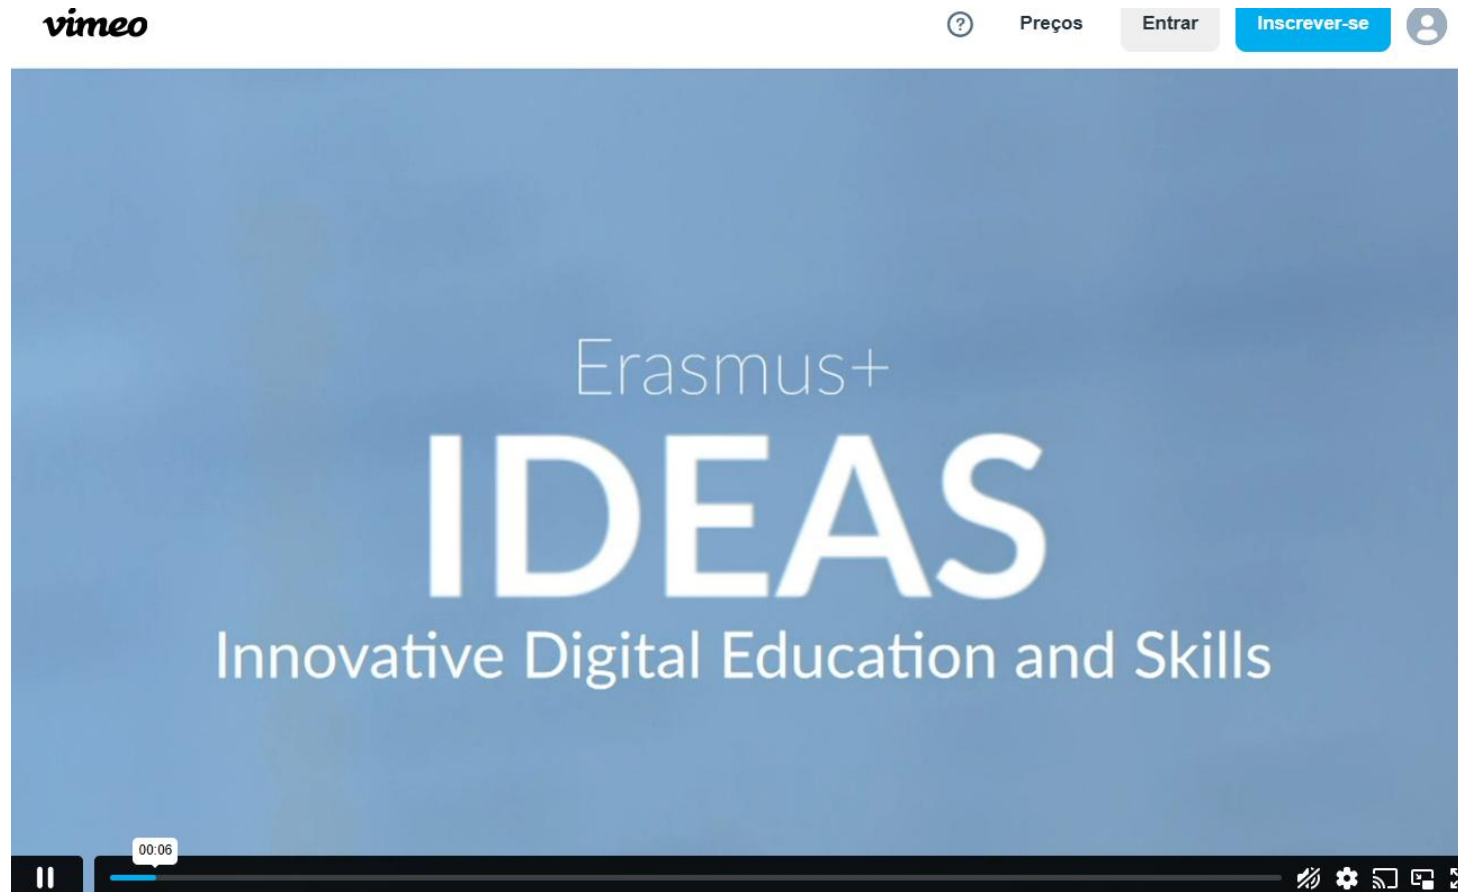 vimeo
Preços
Entrar
Inscrever-se
Erasmus+
IDEAS
Innovative Digital Education and Skills
00:06